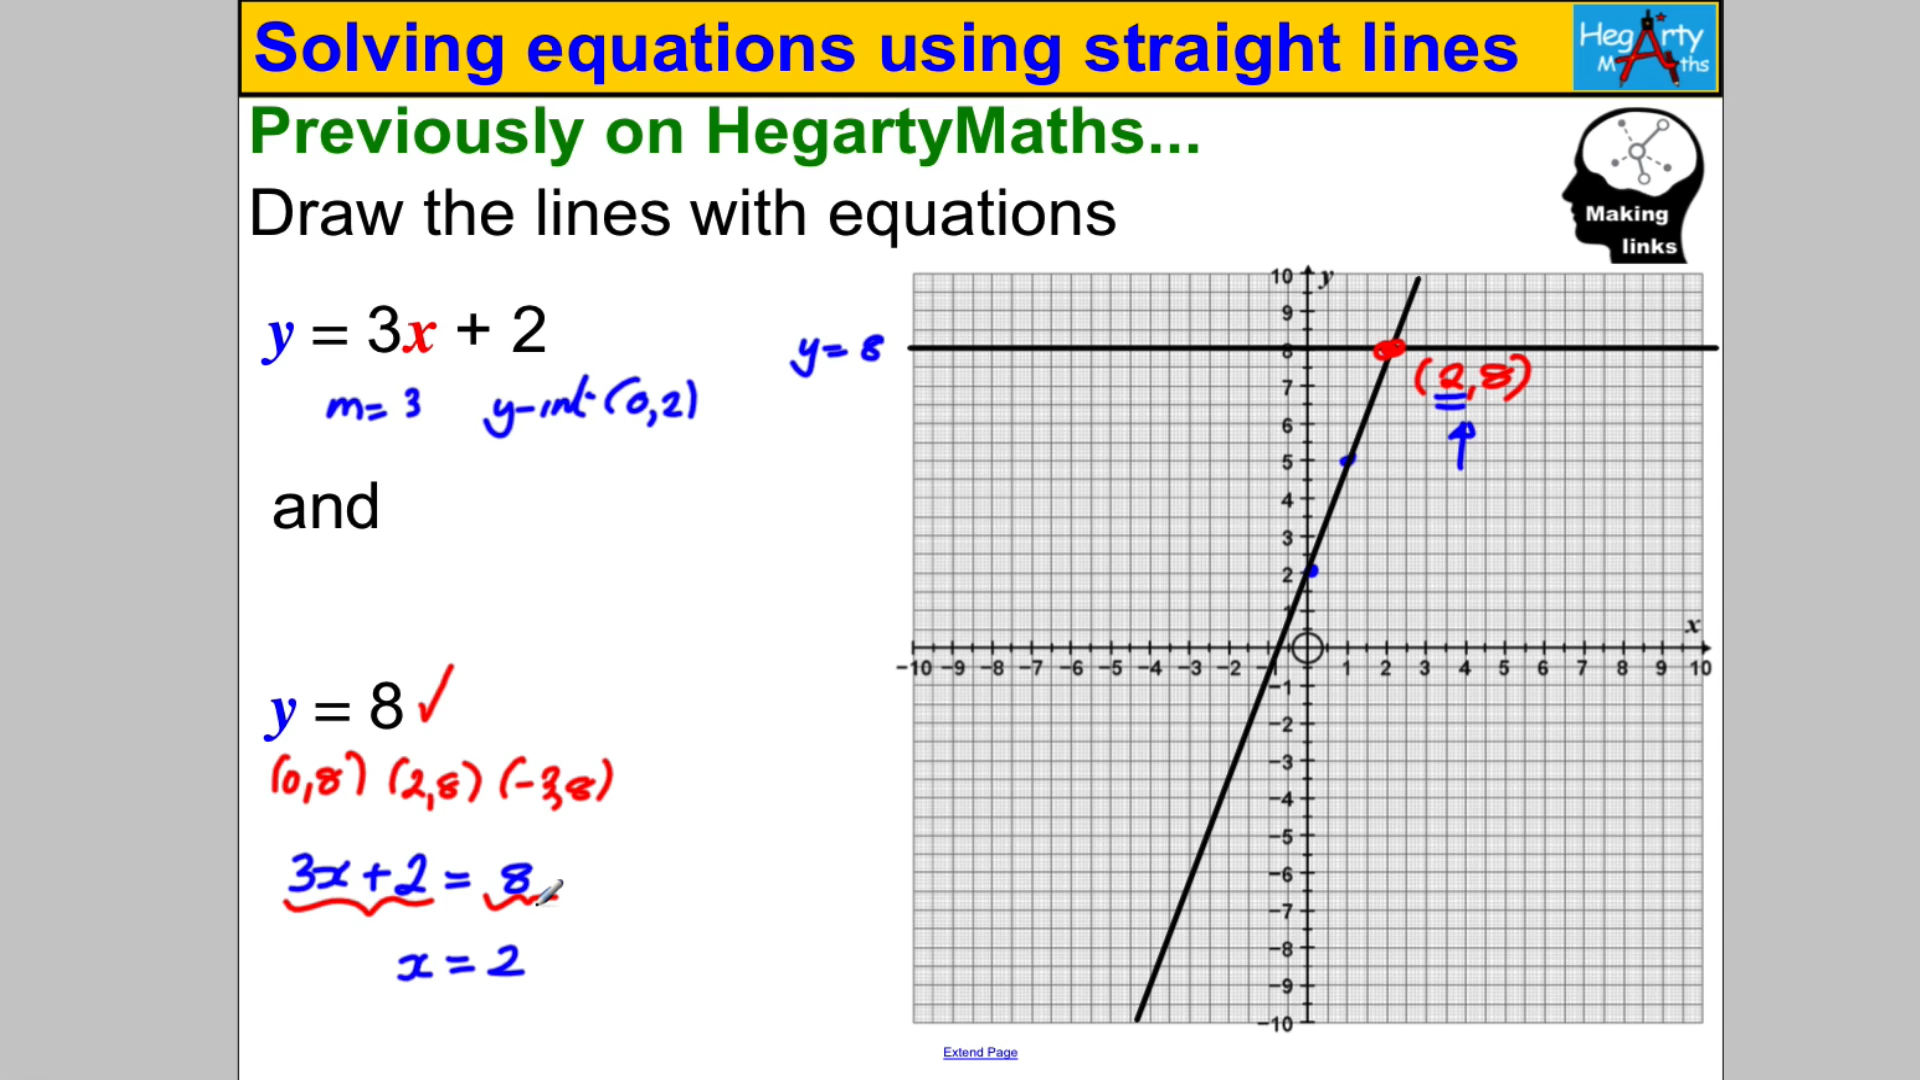 Solving equations using straight lines
HegArty
Maths
Previously on HegartyMaths...
Making
links
Draw the lines with equations
y = 3x + 2
m = 3 y-int (0,2)
and
y = 8 ✓
(0,8) (2,8) (-3,8)
3x + 2 = 8
x = 2
y = 8
(2,8)
y
10
9
8
7
6
5
4
3
2
1
x
−10 −9 −8 −7 −6 −5 −4 −3 −2 −1 1 2 3 4 5 6 7 8 9 10
−1
−2
−3
−4
−5
−6
−7
−8
−9
−10
Extend Page